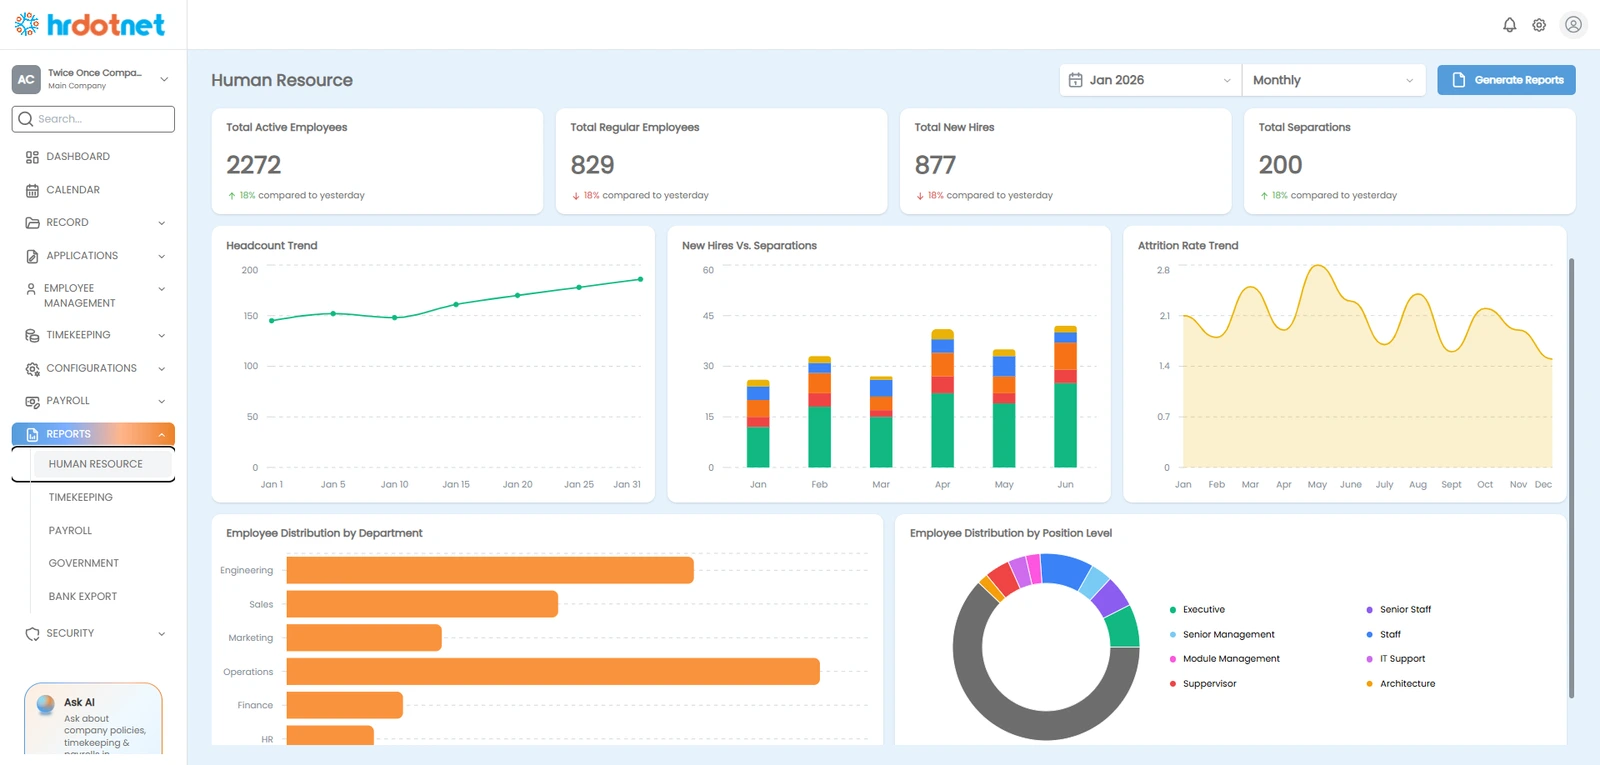 hrdotnet
AC
Twice Once Compa...
Main Company
Search...
DASHBOARD
CALENDAR
RECORD
APPLICATIONS
EMPLOYEE
MANAGEMENT
TIMEKEEPING
CONFIGURATIONS
PAYROLL
REPORTS
HUMAN RESOURCE
TIMEKEEPING
PAYROLL
GOVERNMENT
BANK EXPORT
SECURITY
Ask AI
Ask about
company policies,
timekeeping &
payrolls in
Human Resource
Jan 2026
Monthly
Generate Reports
Total Active Employees
2272
↑ 18% compared to yesterday
Total Regular Employees
829
↓ 18% compared to yesterday
Total New Hires
877
↓ 18% compared to yesterday
Total Separations
200
↑ 18% compared to yesterday
Headcount Trend
200
150
100
50
0
Jan 1 Jan 5 Jan 10 Jan 15 Jan 20 Jan 25 Jan 31
New Hires Vs. Separations
60
45
30
15
0
Jan Feb Mar Apr May Jun
Attrition Rate Trend
2.8
2.1
1.4
0.7
0
Jan Feb Mar Apr May June July Aug Sept Oct Nov Dec
Employee Distribution by Department
Engineering
Sales
Marketing
Operations
Finance
HR
Employee Distribution by Position Level
Executive
Senior Management
Module Management
Suppervisor
Senior Staff
Staff
IT Support
Architecture